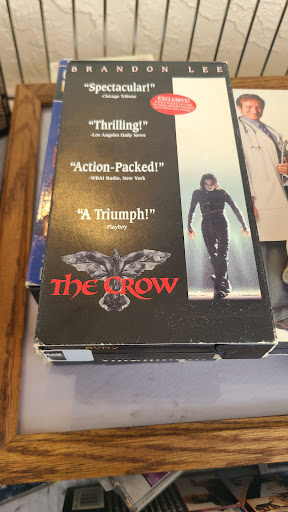 BRANDON LEE
"Spectacular!"
-Chicago Tribune
EXCLUSIVE!
"Thrilling!"
-Los Angeles Daily News
"Action-Packed!"
-WBAI Radio, New York
"A Triumph!"
-Playboy
THE CROW